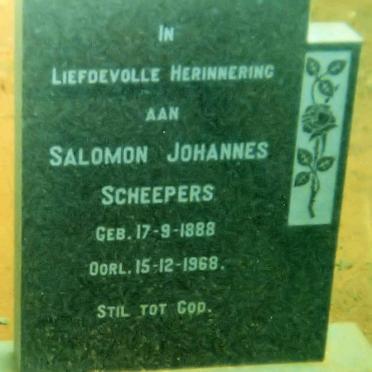 In
Liefdevolle Herinnering
aan
Salomon Johannes
Scheepers
Geb. 17-9-1888
Oorl. 15-12-1968.
Stil tot God.